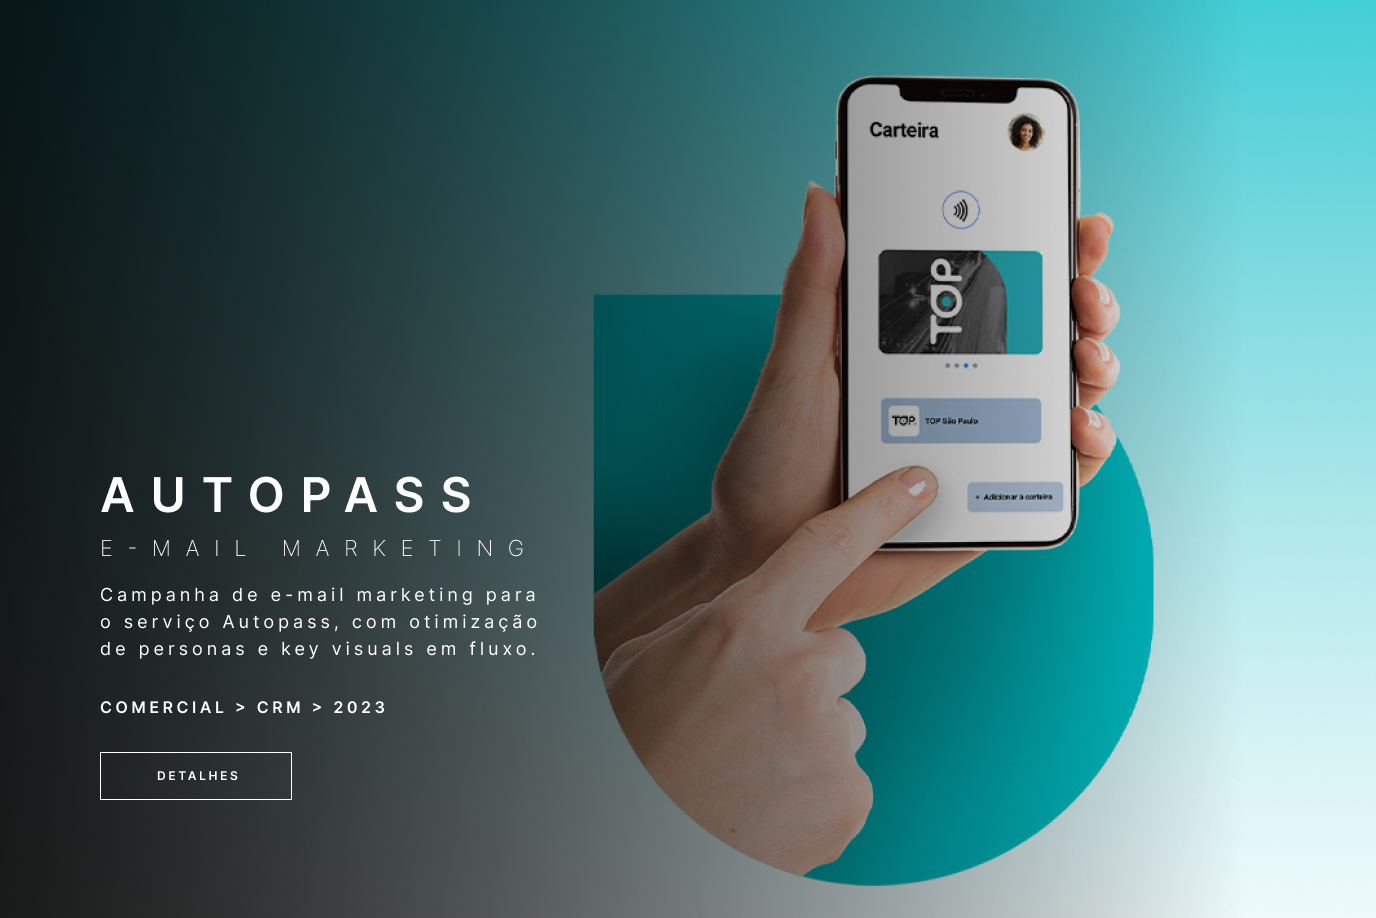 AUTOPASS
E-MAIL MARKETING
Campanha de e-mail marketing para
o serviço Autopass, com otimização
de personas e key visuals em fluxo.
COMERCIAL > CRM > 2023
DETALHES
Carteira
TOP
TOP TOP São Paulo
+ Adicionar à carteira